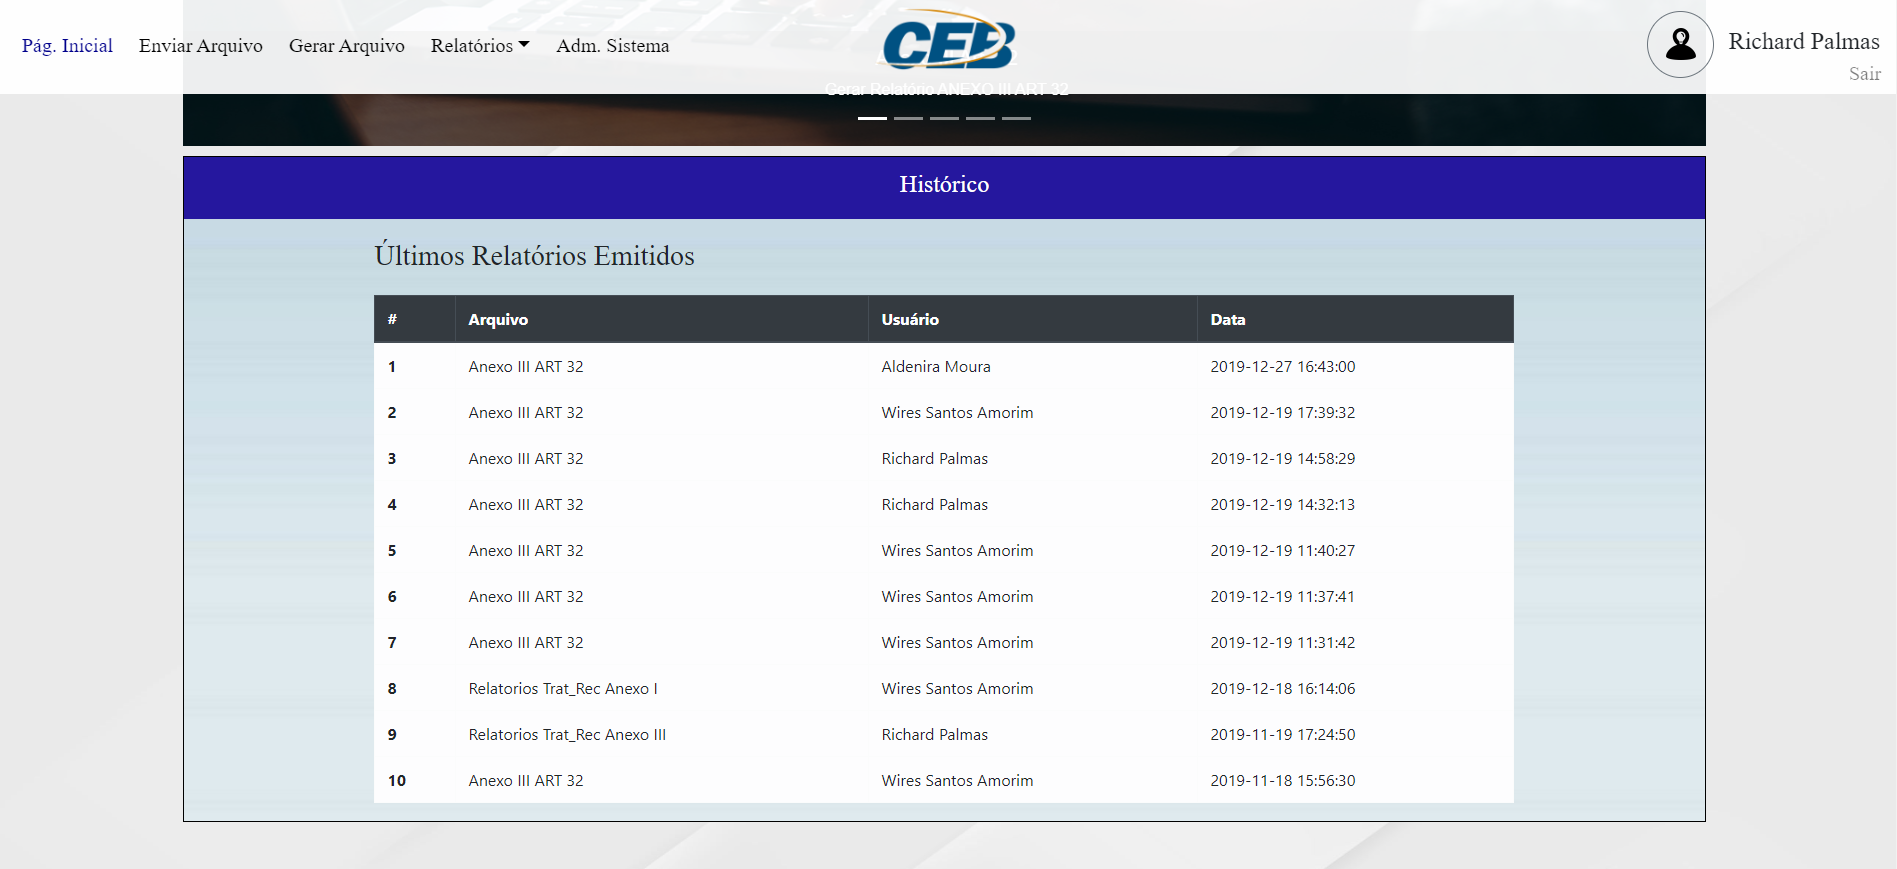 Pág. Inicial Enviar Arquivo Gerar Arquivo Relatórios Adm. Sistema CEB Richard Palmas
Sair
Gerar Relatório ANEXO III ART 32
Histórico
Últimos Relatórios Emitidos
# Arquivo Usuário Data
1 Anexo III ART 32 Aldenira Moura 2019-12-27 16:43:00
2 Anexo III ART 32 Wires Santos Amorim 2019-12-19 17:39:32
3 Anexo III ART 32 Richard Palmas 2019-12-19 14:58:29
4 Anexo III ART 32 Richard Palmas 2019-12-19 14:32:13
5 Anexo III ART 32 Wires Santos Amorim 2019-12-19 11:40:27
6 Anexo III ART 32 Wires Santos Amorim 2019-12-19 11:37:41
7 Anexo III ART 32 Wires Santos Amorim 2019-12-19 11:31:42
8 Relatorios Trat_Rec Anexo I Wires Santos Amorim 2019-12-18 16:14:06
9 Relatorios Trat_Rec Anexo III Richard Palmas 2019-11-19 17:24:50
10 Anexo III ART 32 Wires Santos Amorim 2019-11-18 15:56:30